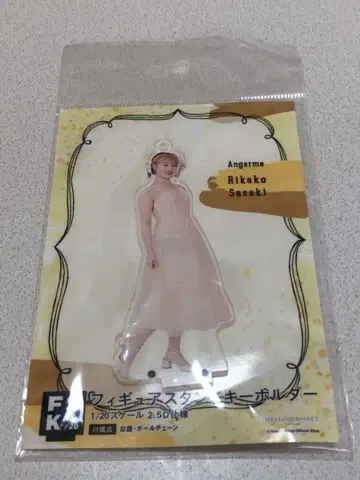 Angerme
Rikako
Sasaki
F
K 1/20
フィギュアスタンドキーホルダー
1/20スケール 2.5D仕様
付属品 台座・ボールチェーン